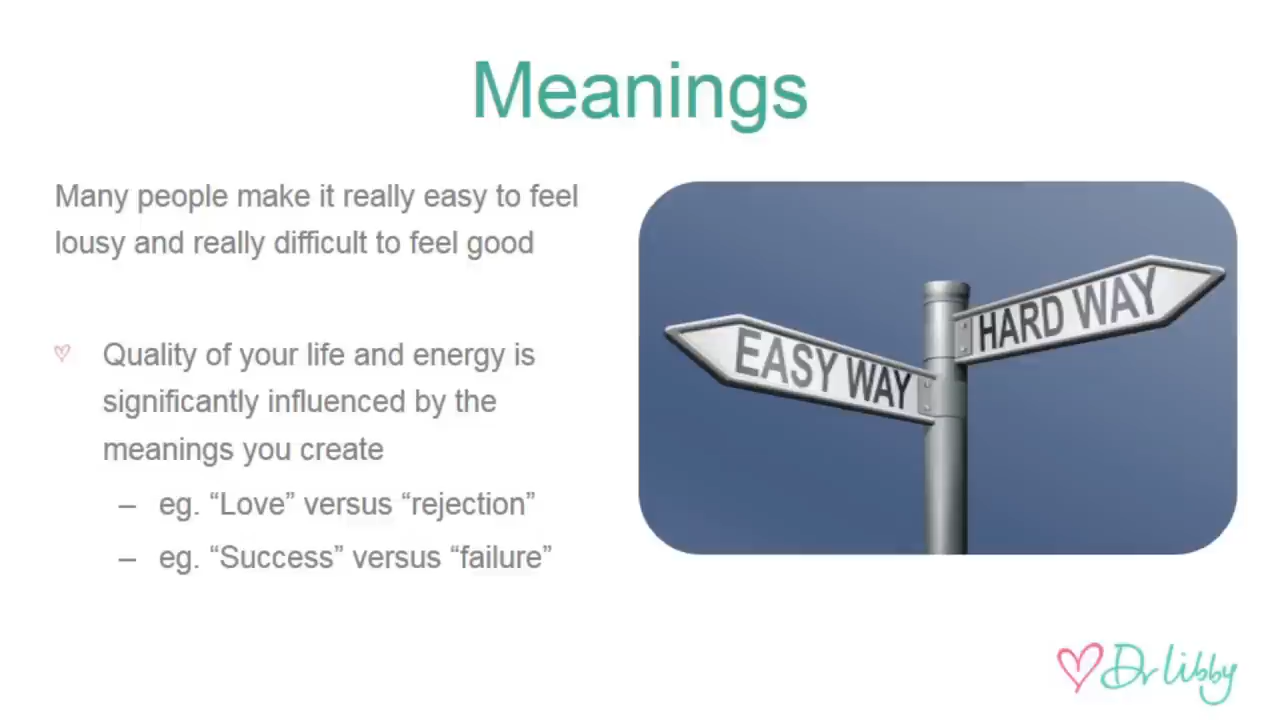 Meanings
Many people make it really easy to feel
lousy and really difficult to feel good
Quality of your life and energy is
significantly influenced by the
meanings you create
– eg. “Love” versus “rejection”
– eg. “Success” versus “failure”
EASY WAY
HARD WAY
Dr Libby